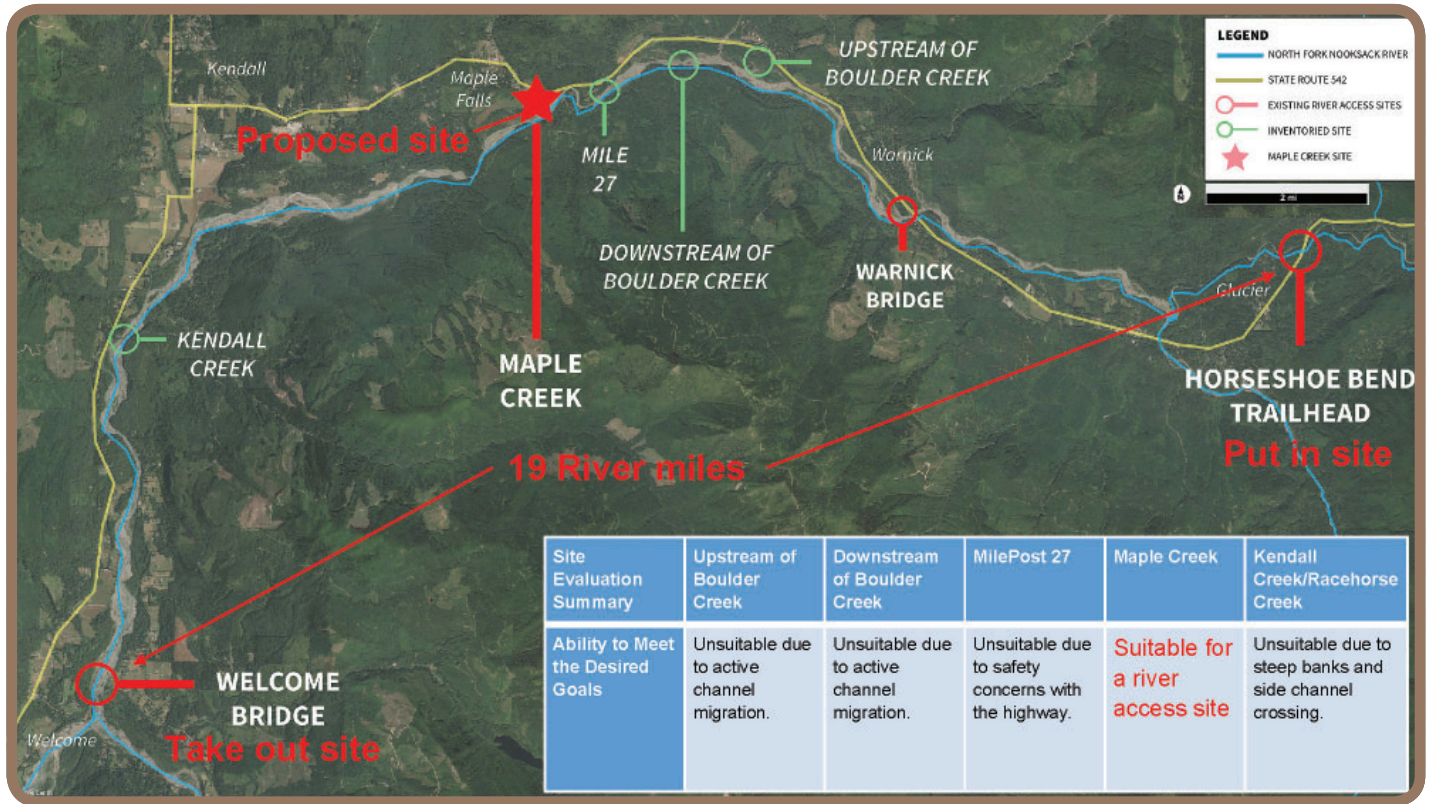 Kendall
Maple
Falls
Proposed site
MILE
27
UPSTREAM OF
BOULDER CREEK
Warnick
LEGEND
NORTH FORK NOOKSACK RIVER
STATE ROUTE 542
EXISTING RIVER ACCESS SITES
INVENTORIED SITE
MAPLE CREEK SITE
2 mi
DOWNSTREAM OF
BOULDER CREEK
WARNICK
BRIDGE
Glacier
KENDALL
CREEK
MAPLE
CREEK
HORSESHOE BEND
TRAILHEAD
Put in site
19 River miles
WELCOME
BRIDGE
Welcome
Take out site
Site
Evaluation
Summary
Upstream of
Boulder
Creek
Downstream
of Boulder
Creek
MilePost 27
Maple Creek
Kendall
Creek/Racehorse
Creek
Ability to Meet
the Desired
Goals
Unsuitable due
to active
channel
migration.
Unsuitable due
to active
channel
migration.
Unsuitable due
to safety
concerns with
the highway.
Suitable for
a river
access site
Unsuitable due to
steep banks and
side channel
crossing.